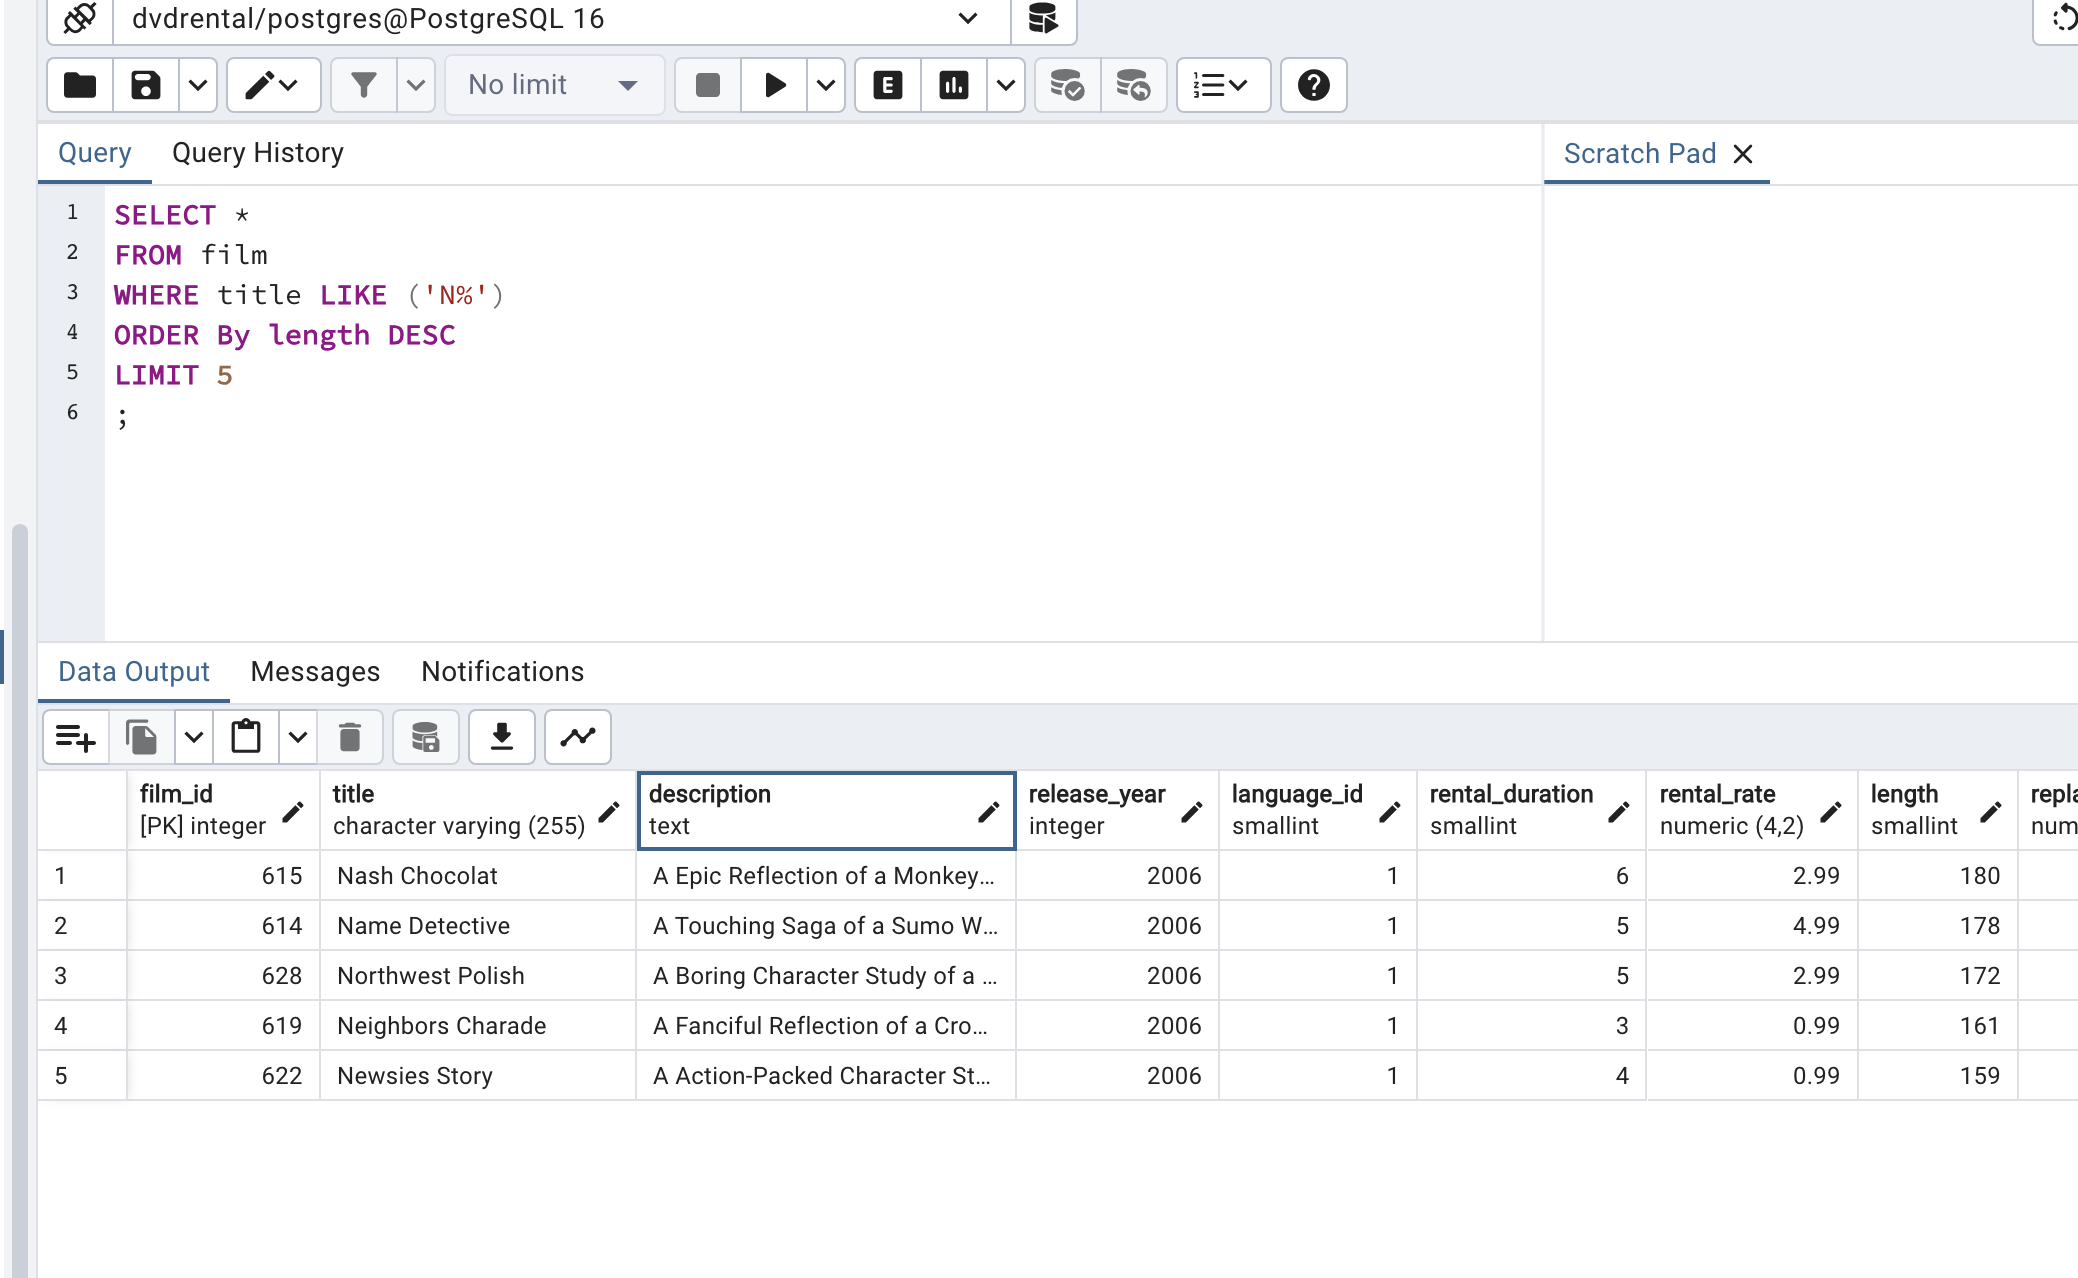 dvdrental/postgres@PostgreSQL 16
No limit
E
Query Query History
Scratch Pad
1 SELECT *
2 FROM film
3 WHERE title LIKE ('N%')
4 ORDER By length DESC
5 LIMIT 5
6 ;
Data Output Messages Notifications
film_id title description release_year language_id rental_duration rental_rate length repla
[PK] integer character varying (255) text integer smallint smallint numeric (4,2) smallint num
1 615 Nash Chocolat A Epic Reflection of a Monkey... 2006 1 6 2.99 180
2 614 Name Detective A Touching Saga of a Sumo W... 2006 1 5 4.99 178
3 628 Northwest Polish A Boring Character Study of a ... 2006 1 5 2.99 172
4 619 Neighbors Charade A Fanciful Reflection of a Cro... 2006 1 3 0.99 161
5 622 Newsies Story A Action-Packed Character St... 2006 1 4 0.99 159